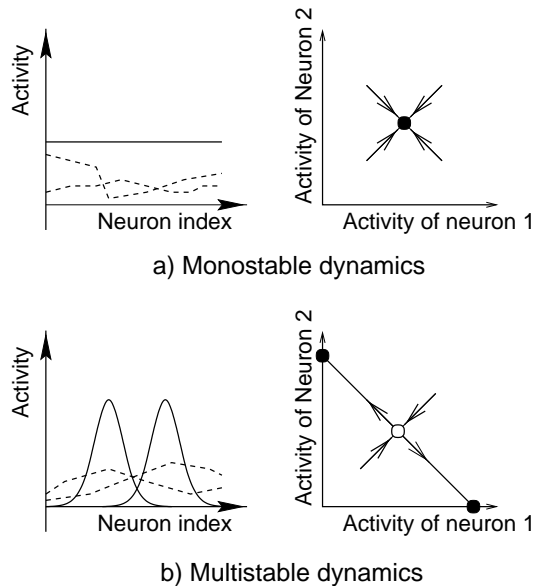 Activity
Neuron index
Activity of Neuron 2
Activity of neuron 1
a) Monostable dynamics
Activity
Neuron index
Activity of Neuron 2
Activity of neuron 1
b) Multistable dynamics